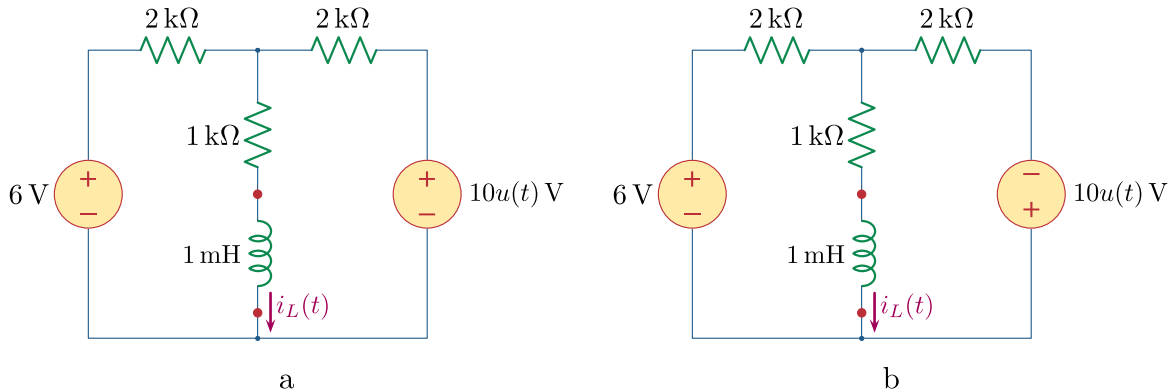 2 kΩ
2 kΩ
1 kΩ
6 V
+
−
+
−
10u(t) V
1 mH
i_L(t)
a
2 kΩ
2 kΩ
1 kΩ
6 V
+
−
−
+
10u(t) V
1 mH
i_L(t)
b